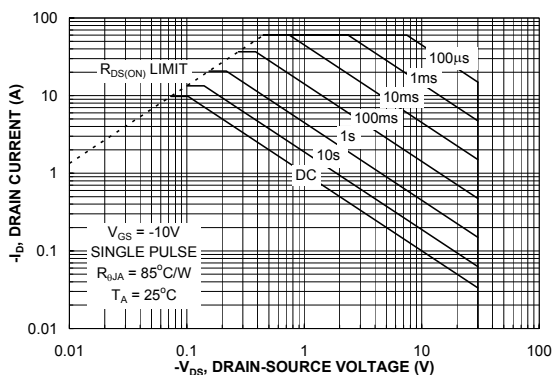 100
10
1
0.1
0.01
0.01
0.1
1
10
100
-I_D, DRAIN CURRENT (A)
-V_DS, DRAIN-SOURCE VOLTAGE (V)
R_DS(ON) LIMIT
100μs
1ms
10ms
100ms
1s
10s
DC
V_GS = -10V
SINGLE PULSE
R_θJA = 85°C/W
T_A = 25°C